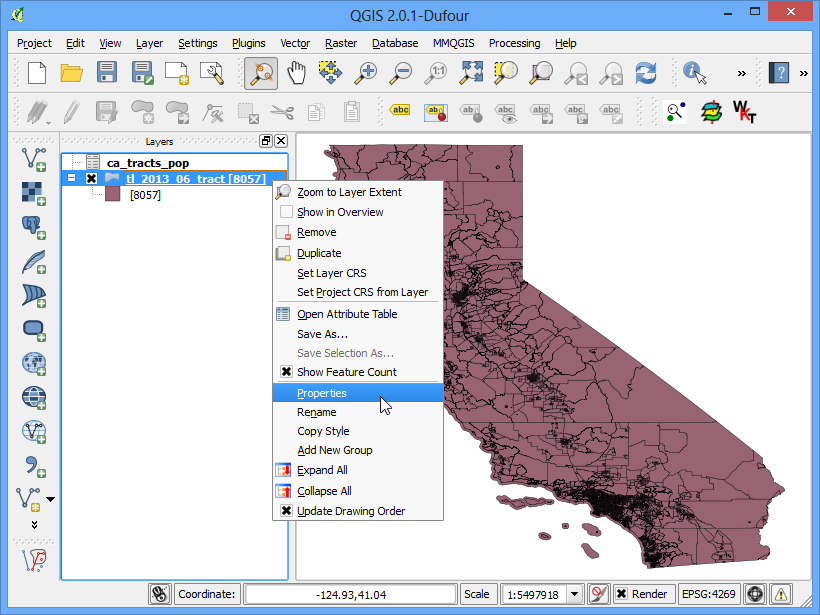 QGIS 2.0.1-Dufour
Project Edit View Layer Settings Plugins Vector Raster Database MMQGIS Processing Help
1:1
»
?
»
abc
ab
ab
abc
abc
abc
abc
WKT
Layers
ca_tracts_pop
tl_2013_06_tract [8057]
[8057]
Zoom to Layer Extent
Show in Overview
Remove
Duplicate
Set Layer CRS
Set Project CRS from Layer
Open Attribute Table
Save As...
Save Selection As...
Show Feature Count
Properties
Rename
Copy Style
Add New Group
Expand All
Collapse All
Update Drawing Order
Coordinate: -124.93,41.04 Scale 1:5497918 Render EPSG:4269